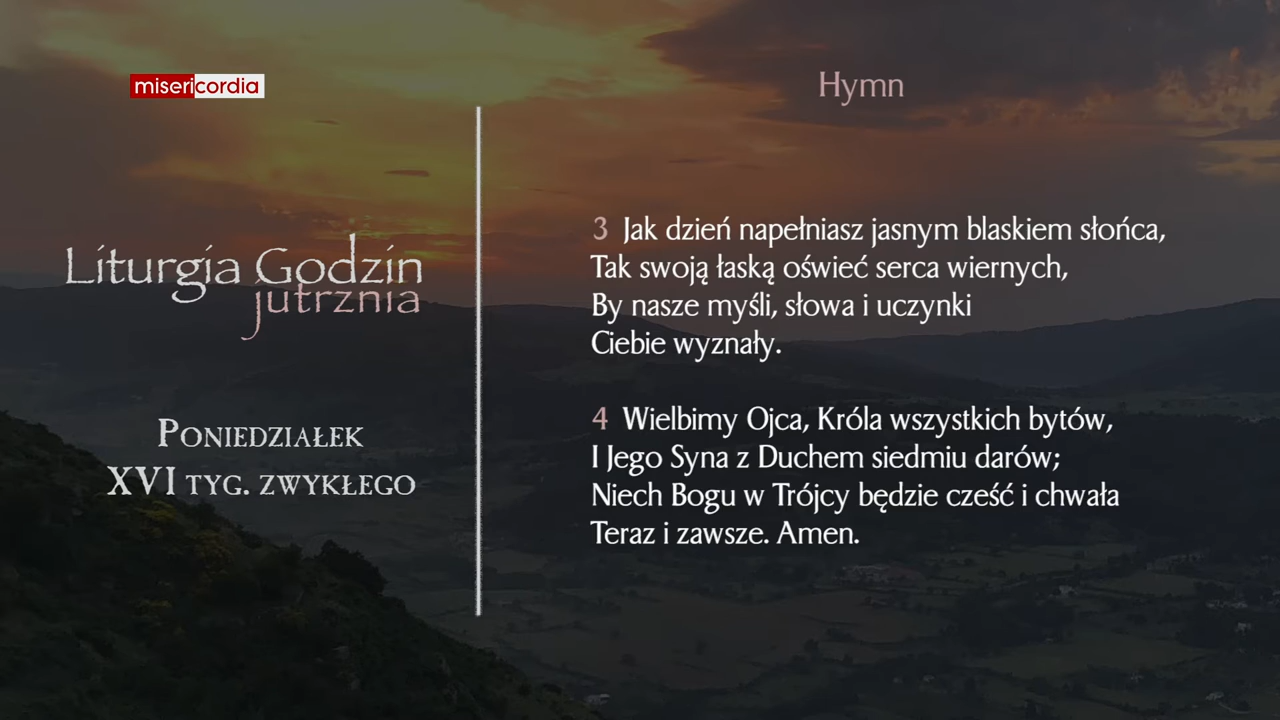 misericordia
Liturgia Godzin
jutrznia
Poniedziałek
XVI tyg. zwykłego
Hymn
3 Jak dzień napełniasz jasnym blaskiem słońca,
Tak swoją łaską oświeć serca wiernych,
By nasze myśli, słowa i uczynki
Ciebie wyznały.
4 Wielbimy Ojca, Króla wszystkich bytów,
I Jego Syna z Duchem siedmiu darów;
Niech Bogu w Trójcy będzie cześć i chwała
Teraz i zawsze. Amen.